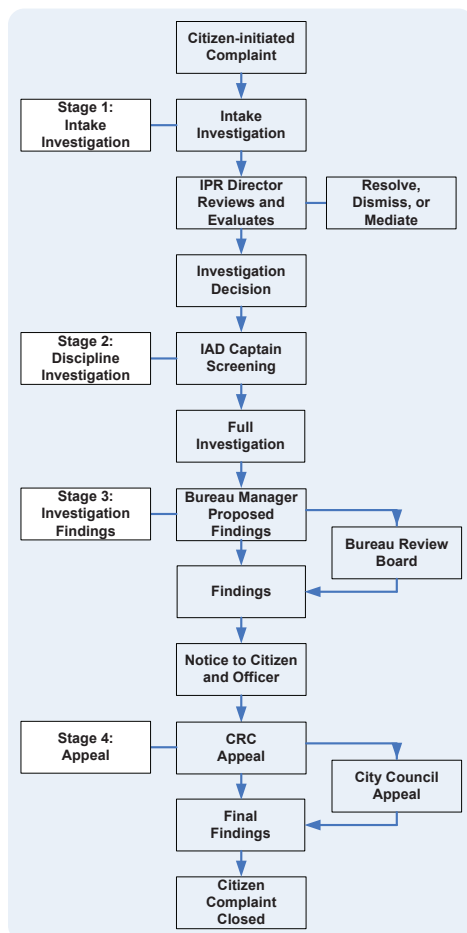 Citizen-initiated
Complaint
Stage 1:
Intake
Investigation
Intake
Investigation
IPR Director
Reviews and
Evaluates
Resolve,
Dismiss, or
Mediate
Investigation
Decision
Stage 2:
Discipline
Investigation
IAD Captain
Screening
Full
Investigation
Stage 3:
Investigation
Findings
Bureau Manager
Proposed
Findings
Bureau Review
Board
Findings
Notice to Citizen
and Officer
Stage 4:
Appeal
CRC
Appeal
City Council
Appeal
Final
Findings
Citizen
Complaint
Closed